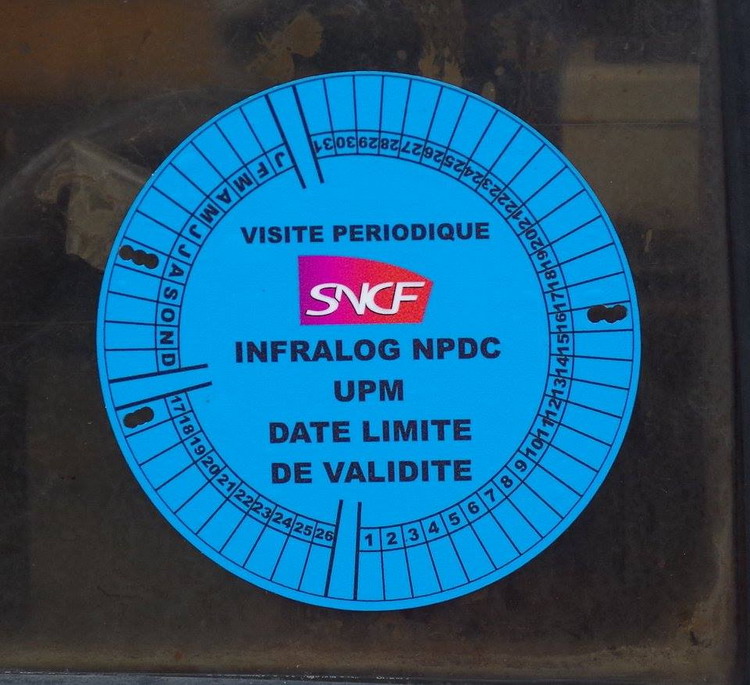 VISITE PERIODIQUE
SNCF
INFRALOG NPDC
UPM
DATE LIMITE
DE VALIDITE
J F M A M J J A S O N D
17 18 19 20 21 22 23 24 25 26
1 2 3 4 5 6 7 8 9 10 11 12 13 14 15 16 17 18 19 20 21 22 23 24 25 26 27 28 29 30 31